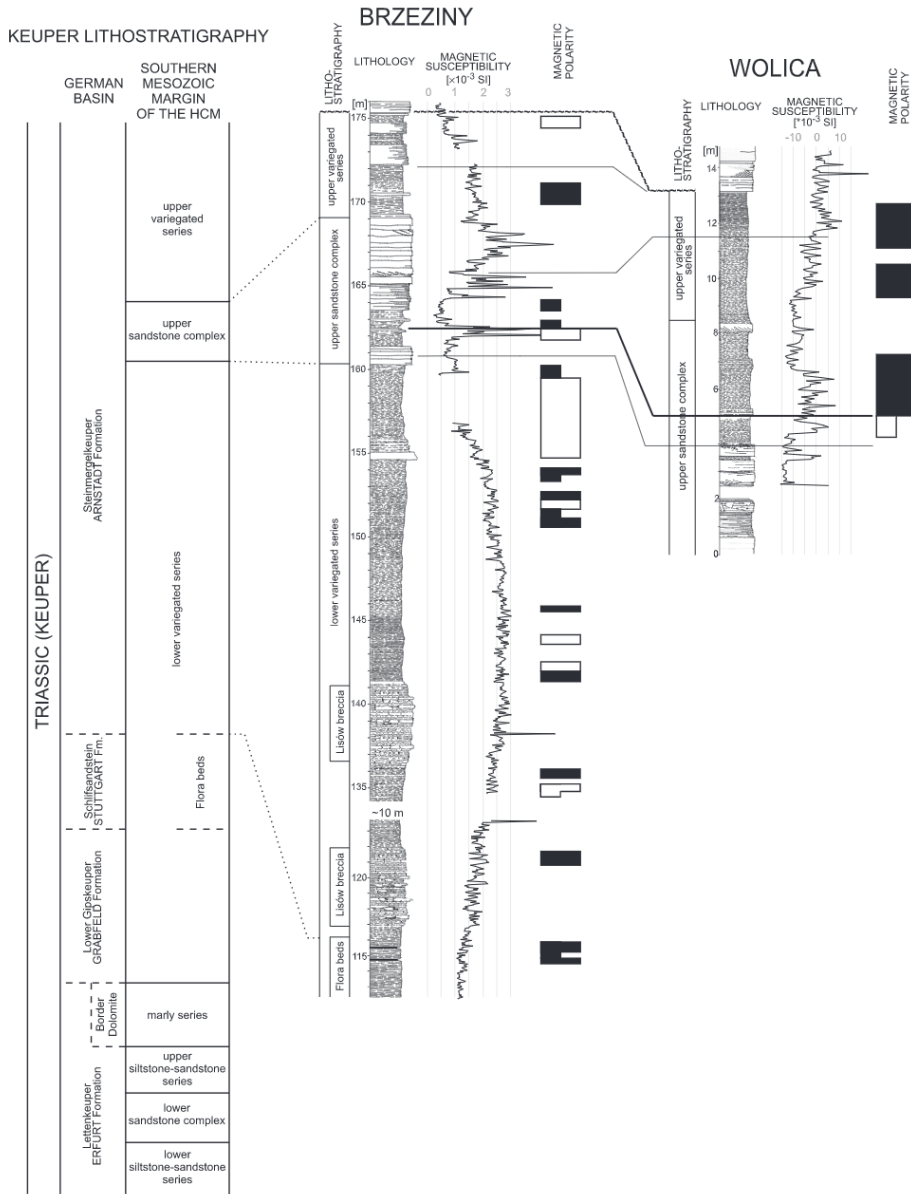 BRZEZINY
KEUPER LITHOSTRATIGRAPHY
GERMAN
BASIN
SOUTHERN
MESOZOIC
MARGIN
OF THE HCM
LITHO-
STRATIGRAPHY
LITHOLOGY
MAGNETIC
SUSCEPTIBILITY
[×10-3 SI]
0 1 2 3
MAGNETIC
POLARITY
WOLICA
LITHO-
STRATIGRAPHY
LITHOLOGY
MAGNETIC
SUSCEPTIBILITY
[*10-3 SI]
-10 0 10
MAGNETIC
POLARITY
TRIASSIC (KEUPER)
Steinmergelkeuper
ARNSTADT Formation
Schilfsandstein
STUTTGART Fm.
Lower Gipskeuper
GRABFELD Formation
Border
Dolomite
Lettenkeuper
ERFURT Formation
upper
variegated
series
upper
sandstone complex
lower variegated series
Flora beds
marly series
upper
siltstone-sandstone
series
lower
sandstone complex
lower
siltstone-sandstone
series
upper variegated
series
upper sandstone complex
lower variegated series
Lisów breccia
Lisów breccia
Flora beds
[m]
175
170
165
160
155
150
145
140
135
~10 m
120
115
upper variegated
series
upper sandstone complex
[m]
14
12
10
8
6
4
2
0